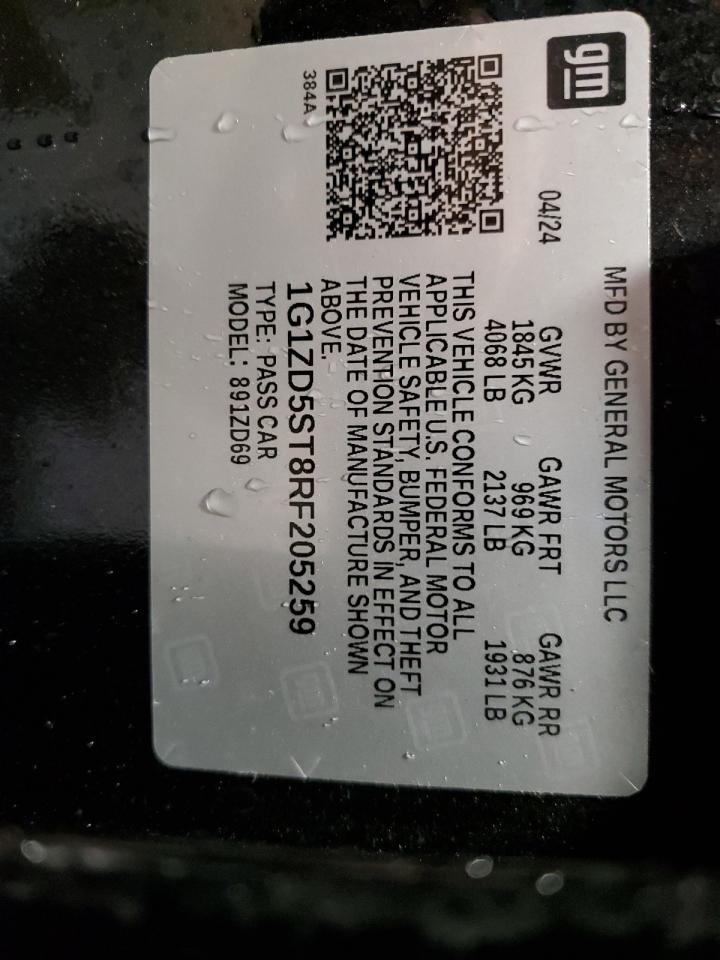 gm
MFD BY GENERAL MOTORS LLC
04/24
GVWR GAWR FRT GAWR RR
1845 KG 969 KG 876 KG
4068 LB 2137 LB 1931 LB
THIS VEHICLE CONFORMS TO ALL
APPLICABLE U.S. FEDERAL MOTOR
VEHICLE SAFETY, BUMPER, AND THEFT
PREVENTION STANDARDS IN EFFECT ON
THE DATE OF MANUFACTURE SHOWN
ABOVE.
1G1ZD5ST8RF205259
TYPE: PASS CAR
MODEL: 891ZD69
384A